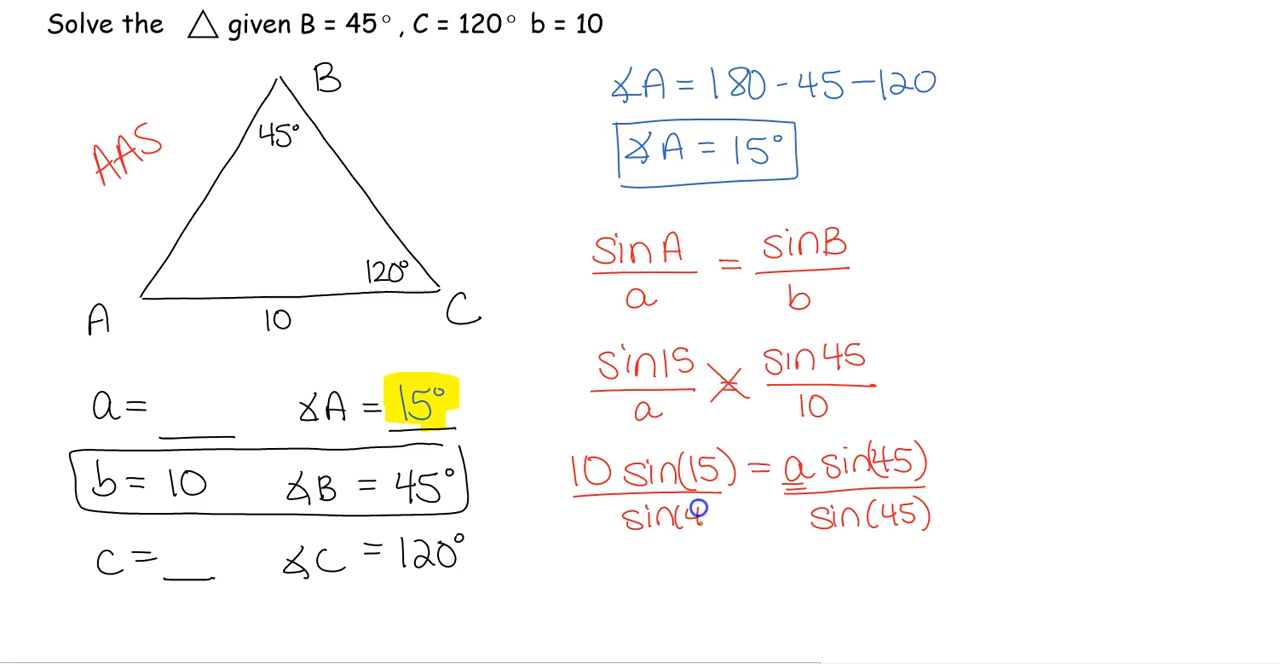 Solve the △ given B = 45°, C = 120° b = 10
B
45°
AAS
120°
A
10
C
a = ___ ∡A = 15°
b = 10 ∡B = 45°
c = ___ ∡C = 120°
∡A = 180 - 45 - 120
∡A = 15°
sin A = sin B
a b
sin 15 sin 45
a 10
10 sin(15) = a sin(45)
sin(4 sin(45)